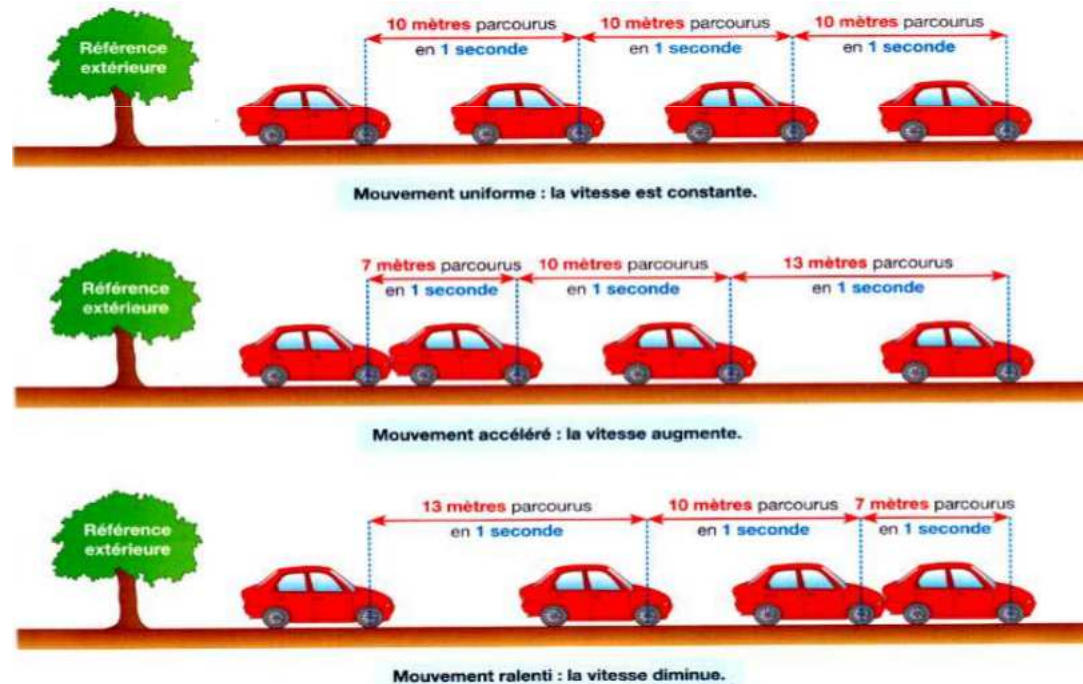 10 mètres parcourus 10 mètres parcourus 10 mètres parcourus
en 1 seconde en 1 seconde en 1 seconde
Référence
extérieure
Mouvement uniforme : la vitesse est constante.
7 mètres parcourus 10 mètres parcourus 13 mètres parcourus
en 1 seconde en 1 seconde en 1 seconde
Référence
extérieure
Mouvement accéléré : la vitesse augmente.
13 mètres parcourus 10 mètres parcourus 7 mètres parcourus
en 1 seconde en 1 seconde en 1 seconde
Référence
extérieure
Mouvement ralenti : la vitesse diminue.